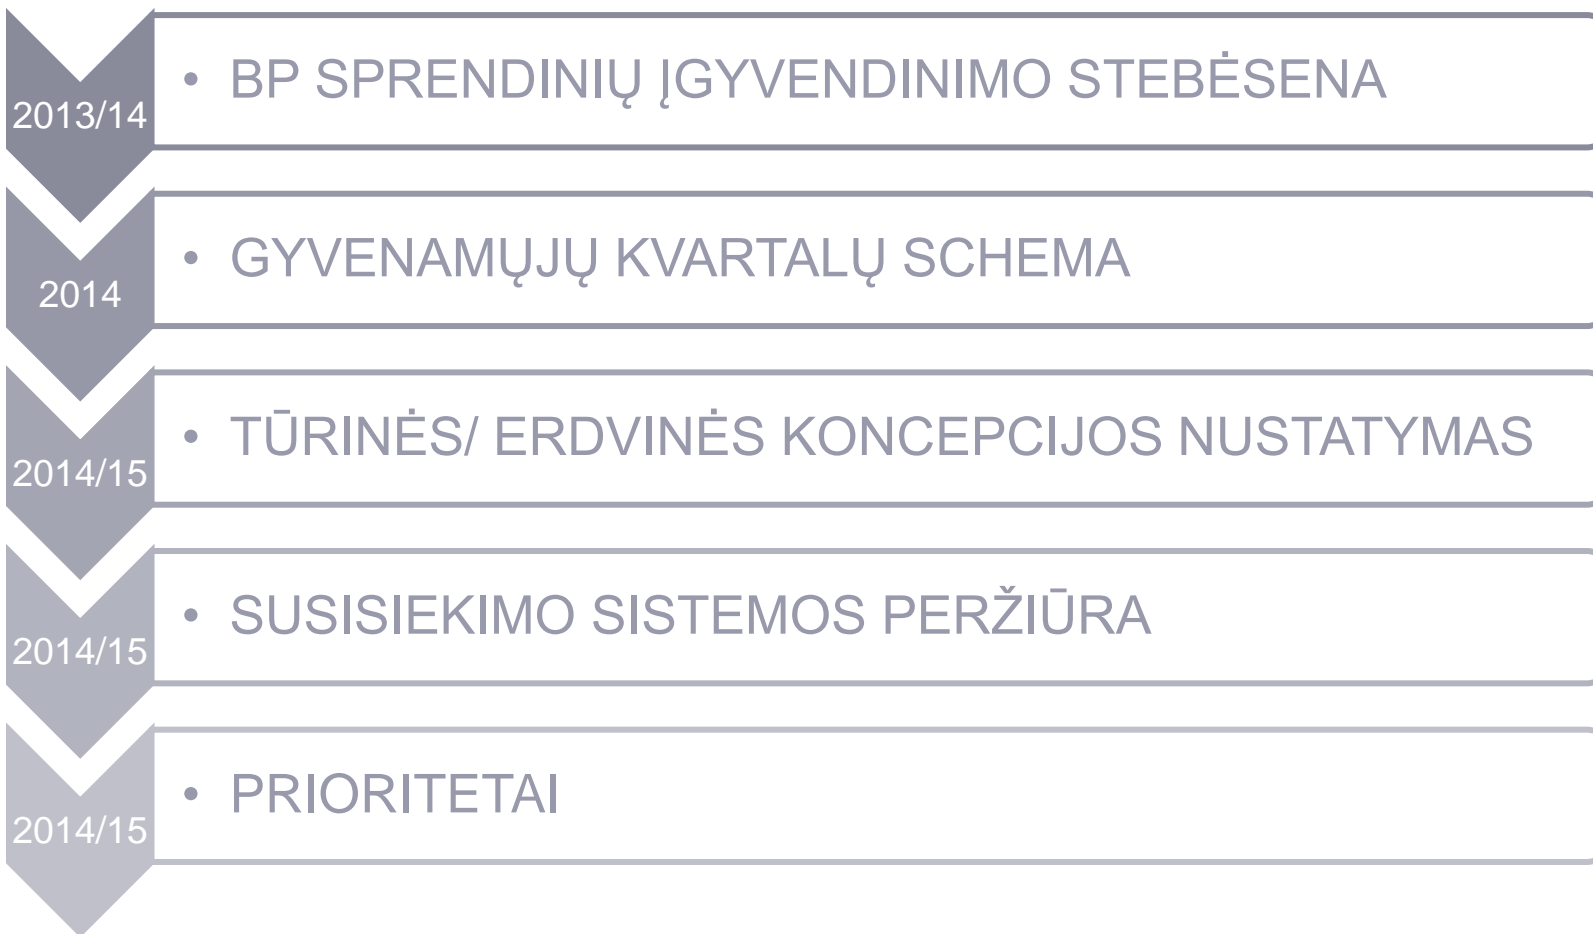 2013/14
• BP SPRENDINIŲ ĮGYVENDINIMO STEBĖSENA
2014
• GYVENAMŲJŲ KVARTALŲ SCHEMA
2014/15
• TŪRINĖS/ ERDVINĖS KONCEPCIJOS NUSTATYMAS
2014/15
• SUSISIEKIMO SISTEMOS PERŽIŪRA
2014/15
• PRIORITETAI